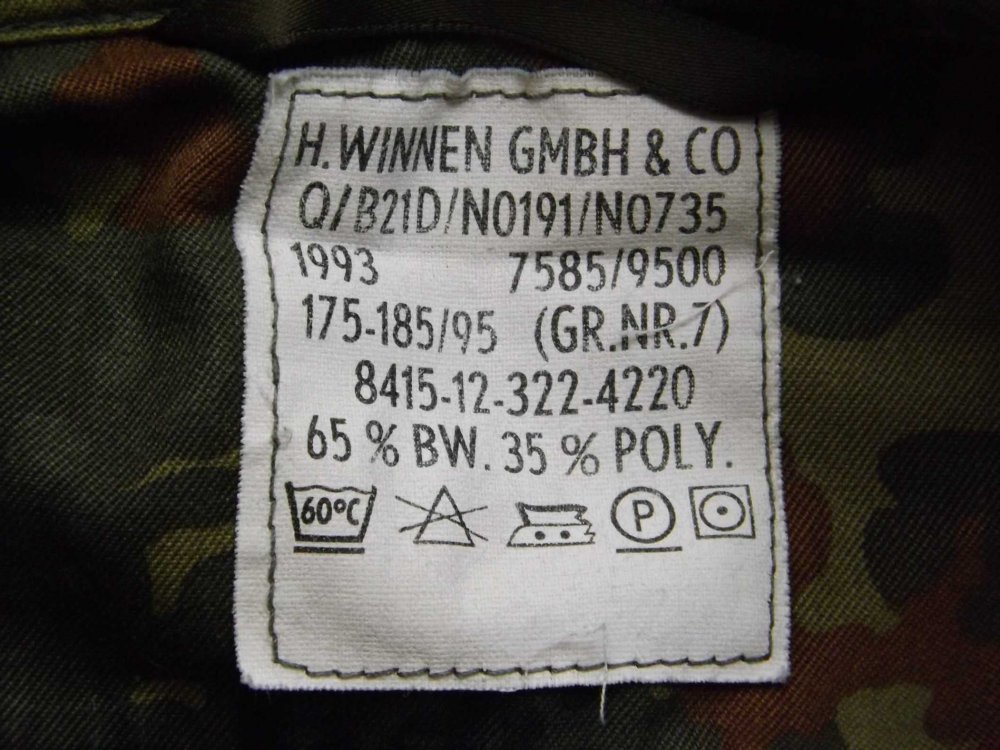 H. WINNEN GMBH & CO
Q/B21D/N0191/N0735
1993 7585/9500
175-185/95 (GR.NR.7)
8415-12-322-4220
65 % BW. 35 % POLY.
60°C P